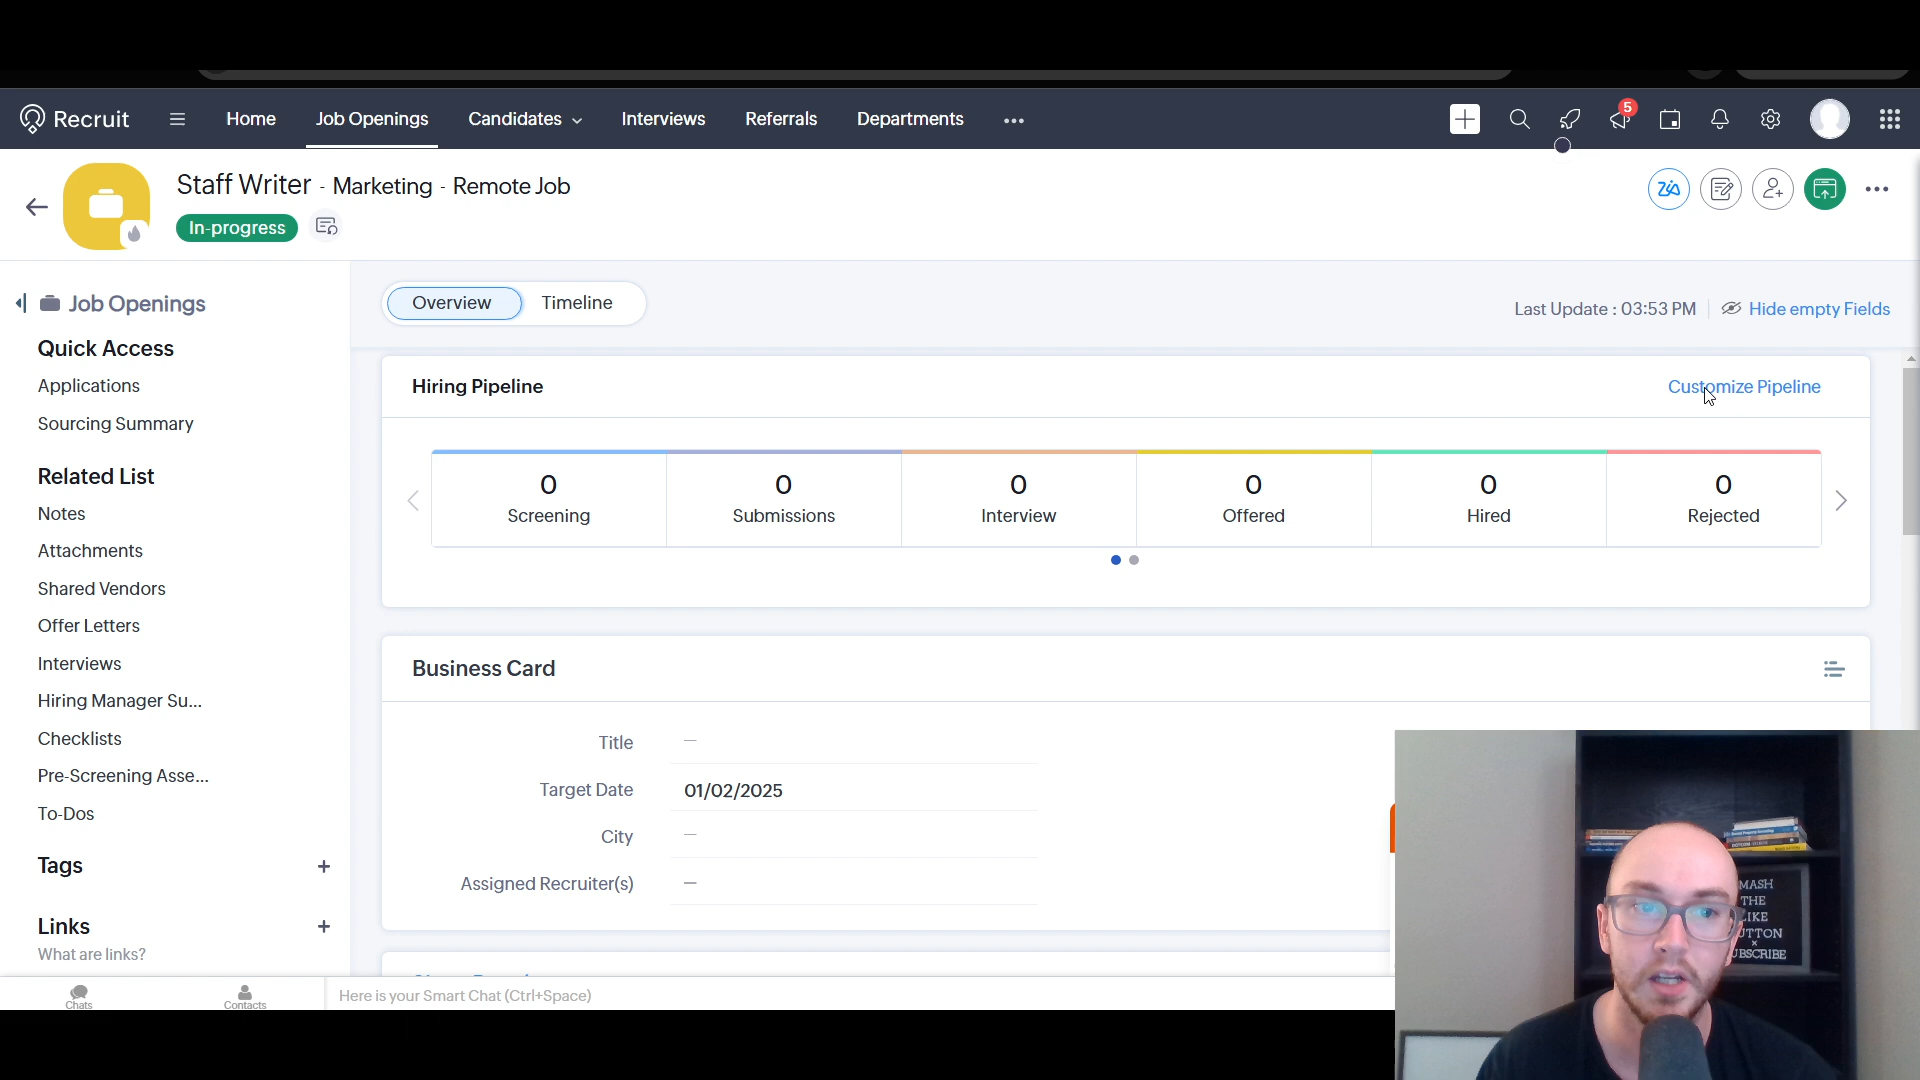 Recruit
Home
Job Openings
Candidates
Interviews
Referrals
Departments
5
Staff Writer - Marketing - Remote Job
In-progress
Job Openings
Quick Access
Applications
Sourcing Summary
Related List
Notes
Attachments
Shared Vendors
Offer Letters
Interviews
Hiring Manager Su...
Checklists
Pre-Screening Asse...
To-Dos
Tags
Links
What are links?
Overview
Timeline
Last Update : 03:53 PM
Hide empty Fields
Hiring Pipeline
Customize Pipeline
0
Screening
0
Submissions
0
Interview
0
Offered
0
Hired
0
Rejected
Business Card
Title —
Target Date 01/02/2025
City —
Assigned Recruiter(s) —
Chats
Contacts
Here is your Smart Chat (Ctrl+Space)
MASH
THE
IKE
UTTON
×
UBSCRIBE